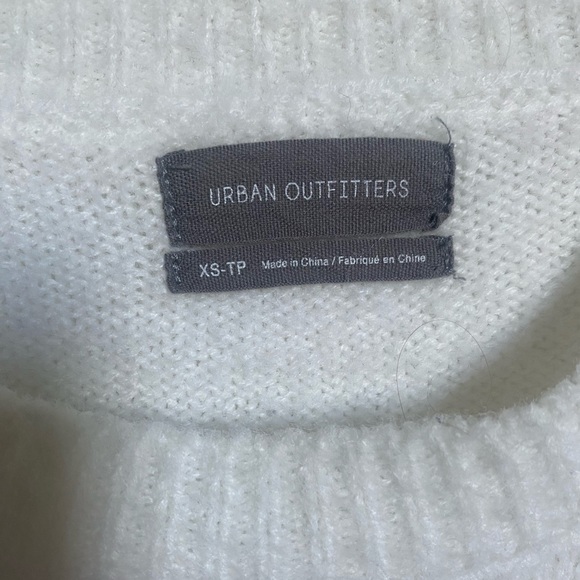 URBAN OUTFITTERS
XS-TP Made in China / Fabriqué en Chine